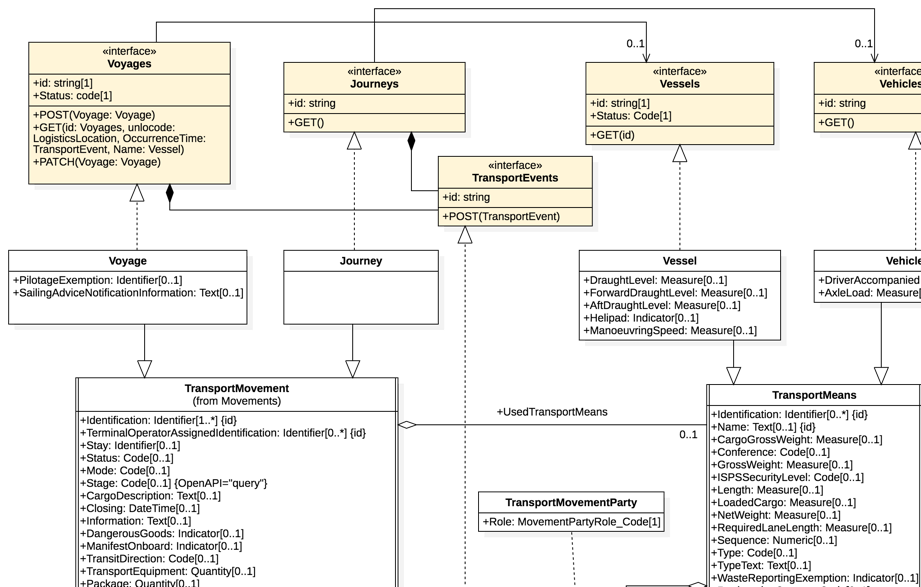 0..1
0..1
«interface»
Voyages
+id: string[1]
+Status: code[1]
+POST(Voyage: Voyage)
+GET(id: Voyages, unlocode:
LogisticsLocation, OccurrenceTime:
TransportEvent, Name: Vessel)
+PATCH(Voyage: Voyage)
«interface»
Journeys
+id: string
+GET()
«interface»
Vessels
+id: string[1]
+Status: Code[1]
+GET(id)
«interface»
Vehicles
+id: string
+GET()
«interface»
TransportEvents
+id: string
+POST(TransportEvent)
Voyage
+PilotageExemption: Identifier[0..1]
+SailingAdviceNotificationInformation: Text[0..1]
Journey
Vessel
+DraughtLevel: Measure[0..1]
+ForwardDraughtLevel: Measure[0..1]
+AftDraughtLevel: Measure[0..1]
+Helipad: Indicator[0..1]
+ManoeuvringSpeed: Measure[0..1]
Vehicle
+DriverAccompanied
+AxleLoad: Measure[
TransportMovement
(from Movements)
+Identification: Identifier[1..*] {id}
+TerminalOperatorAssignedIdentification: Identifier[0..*] {id}
+Stay: Identifier[0..1]
+Status: Code[0..1]
+Mode: Code[0..1]
+Stage: Code[0..1] {OpenAPI="query"}
+CargoDescription: Text[0..1]
+Closing: DateTime[0..1]
+Information: Text[0..1]
+DangerousGoods: Indicator[0..1]
+ManifestOnboard: Indicator[0..1]
+TransitDirection: Code[0..1]
+TransportEquipment: Quantity[0..1]
+Package: Quantity[0..1]
+UsedTransportMeans
0..1
TransportMovementParty
+Role: MovementPartyRole_Code[1]
TransportMeans
+Identification: Identifier[0..*] {id}
+Name: Text[0..1] {id}
+CargoGrossWeight: Measure[0..1]
+Conference: Code[0..1]
+GrossWeight: Measure[0..1]
+ISPSSecurityLevel: Code[0..1]
+Length: Measure[0..1]
+LoadedCargo: Measure[0..1]
+NetWeight: Measure[0..1]
+RequiredLaneLength: Measure[0..1]
+Sequence: Numeric[0..1]
+Type: Code[0..1]
+TypeText: Text[0..1]
+WasteReportingExemption: Indicator[0..1]